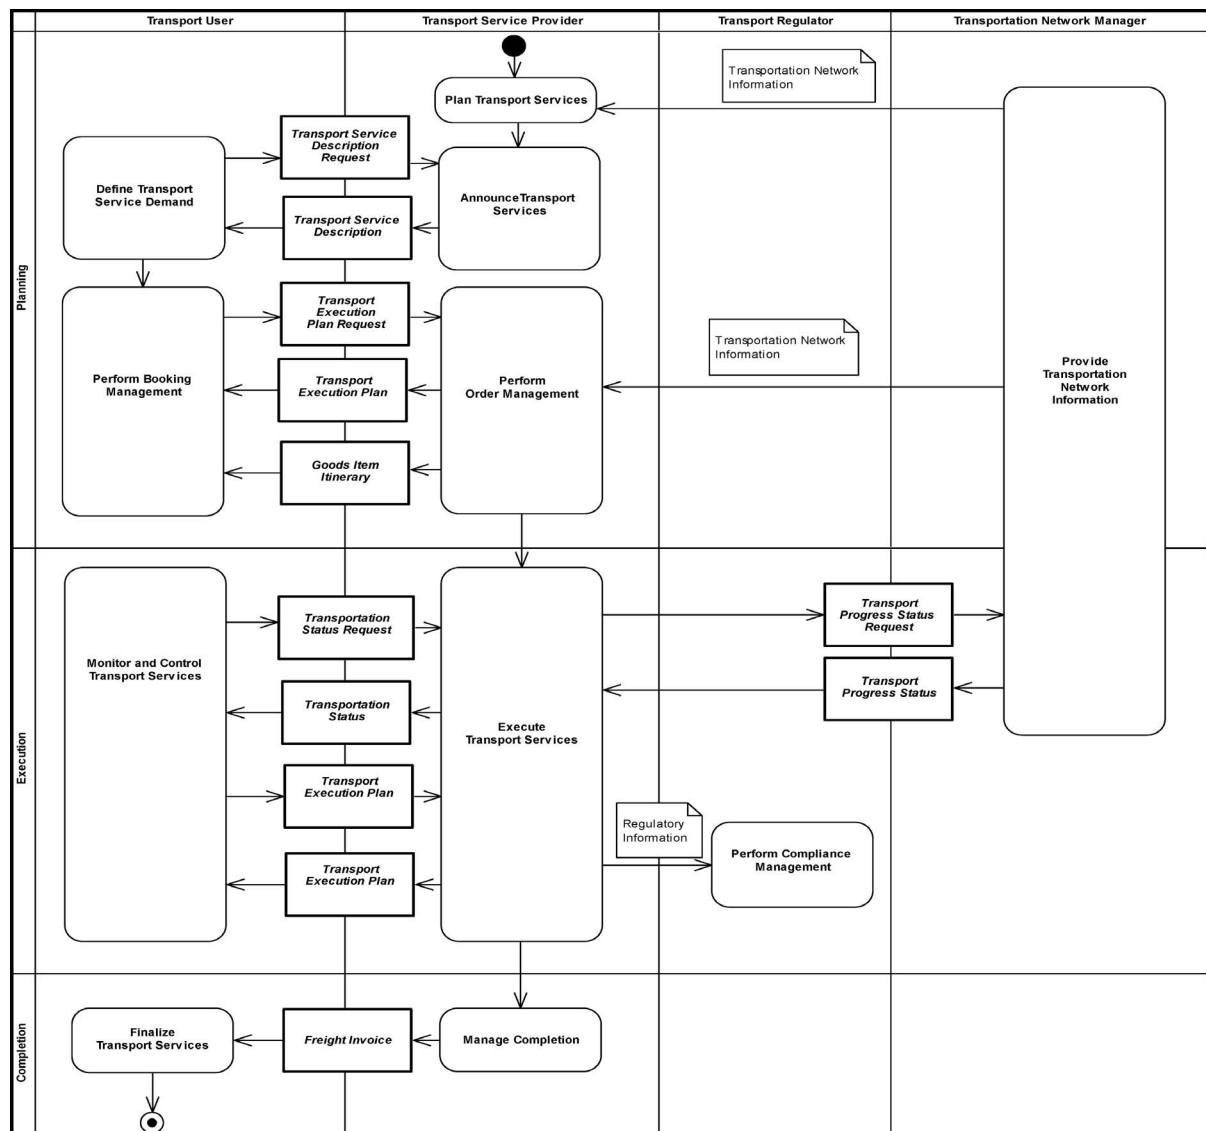 Transport User
Transport Service Provider
Transport Regulator
Transportation Network Manager
Planning
Transportation Network
Information
Plan Transport Services
Transport Service
Description
Request
Define Transport
Service Demand
AnnounceTransport
Services
Transport Service
Description
Transport
Execution
Plan Request
Transportation Network
Information
Perform Booking
Management
Transport
Execution Plan
Perform
Order Management
Provide
Transportation
Network
Information
Goods Item
Itinerary
Execution
Transportation
Status Request
Transport
Progress Status
Request
Monitor and Control
Transport Services
Transport
Progress Status
Transportation
Status
Execute
Transport Services
Transport
Execution Plan
Regulatory
Information
Transport
Execution Plan
Perform Compliance
Management
Completion
Finalize
Transport Services
Freight Invoice
Manage Completion